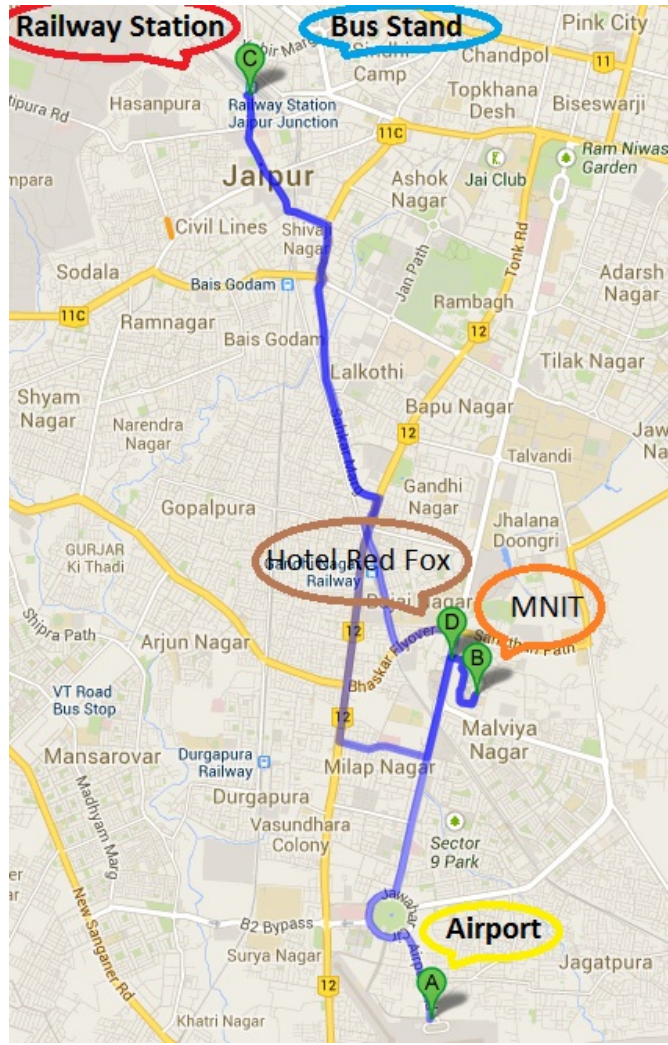 Railway Station
Bus Stand
Pink City
Sindhi
Camp
Chandpol
11
Topkhana
Desh
Biseswarji
C
Hasanpura
Railway Station
Jaipur Junction
11C
Ram Niwas
Garden
Jaipur
Ashok
Nagar
Jai Club
Civil Lines
Shivaji
Nagar
Jan Path
Tonk Rd
Sodala
Bais Godam
Adarsh
Nagar
11C
Ramnagar
Rambagh
12
Bais Godam
Lalkothi
Tilak Nagar
Shyam
Nagar
Bapu Nagar
Narendra
Nagar
12
Talvandi
Gandhi
Nagar
Gopalpura
Jhalana
Doongri
GURJAR
Ki Thadi
Hotel Red Fox
Railway
MNIT
Shipra Path
Arjun Nagar
12
D
B
Bhaskar Flyover
VT Road
Bus Stop
12
Malviya
Nagar
Mansarovar
Durgapura
Railway
Milap Nagar
Madhyam Marg
Durgapura
Vasundhara
Colony
Sector
9 Park
New Sanganer Rd
Jawahar
B2 Bypass
Airport
Surya Nagar
Jagatpura
A
12
Khatri Nagar